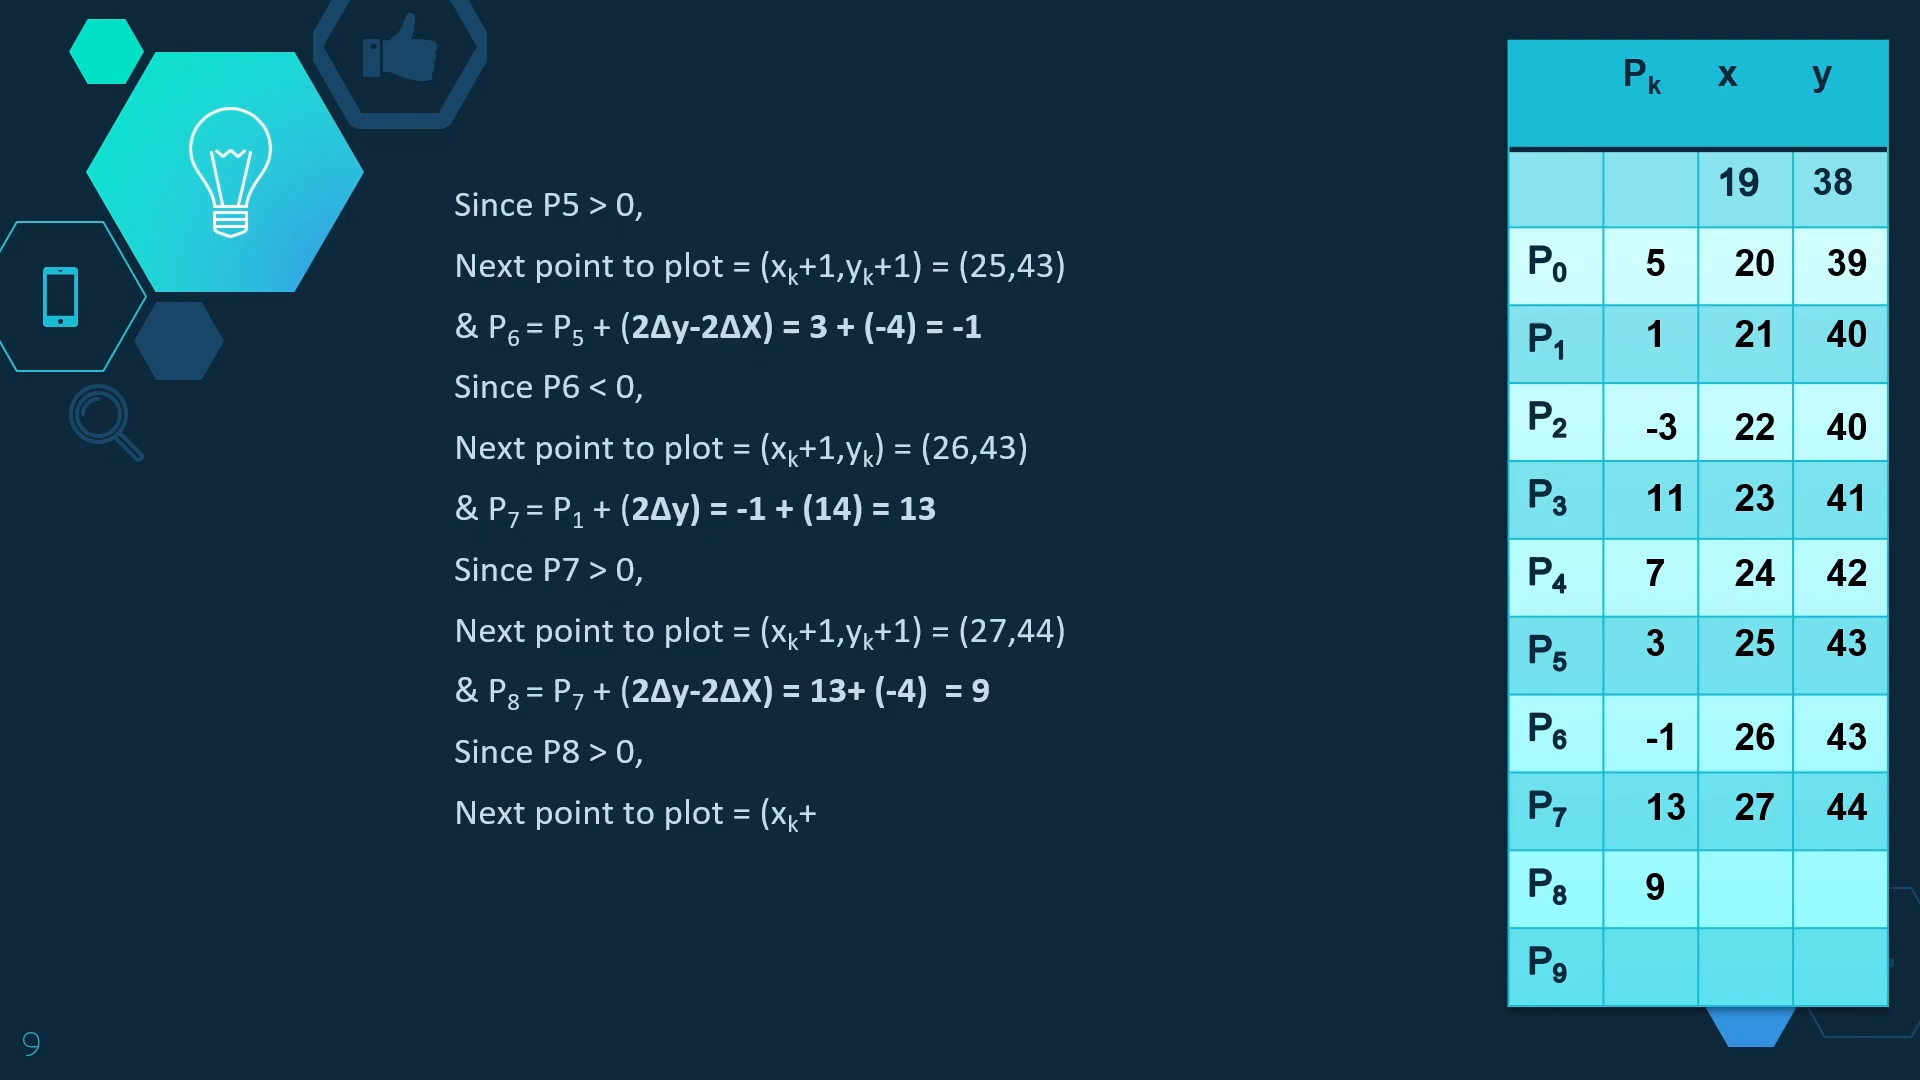 Since P5 > 0,
Next point to plot = (xk+1,yk+1) = (25,43)
& P6 = P5 + (2Δy-2ΔX) = 3 + (-4) = -1
Since P6 < 0,
Next point to plot = (xk+1,yk) = (26,43)
& P7 = P1 + (2Δy) = -1 + (14) = 13
Since P7 > 0,
Next point to plot = (xk+1,yk+1) = (27,44)
& P8 = P7 + (2Δy-2ΔX) = 13+ (-4)  = 9
Since P8 > 0,
Next point to plot = (xk+
Pk x y
19 38
P0 5 20 39
P1 1 21 40
P2 -3 22 40
P3 11 23 41
P4 7 24 42
P5 3 25 43
P6 -1 26 43
P7 13 27 44
P8 9
P9
9